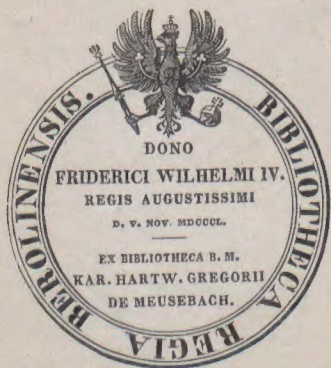 BIBLIOTHECA REGIA BEROLINENSIS.
DONO
FRIDERICI WILHELMI IV.
REGIS AUGUSTISSIMI
D. V. NOV. MDCCCL.
EX BIBLIOTHECA B. M.
KAR. HARTW. GREGORII
DE MEUSEBACH.